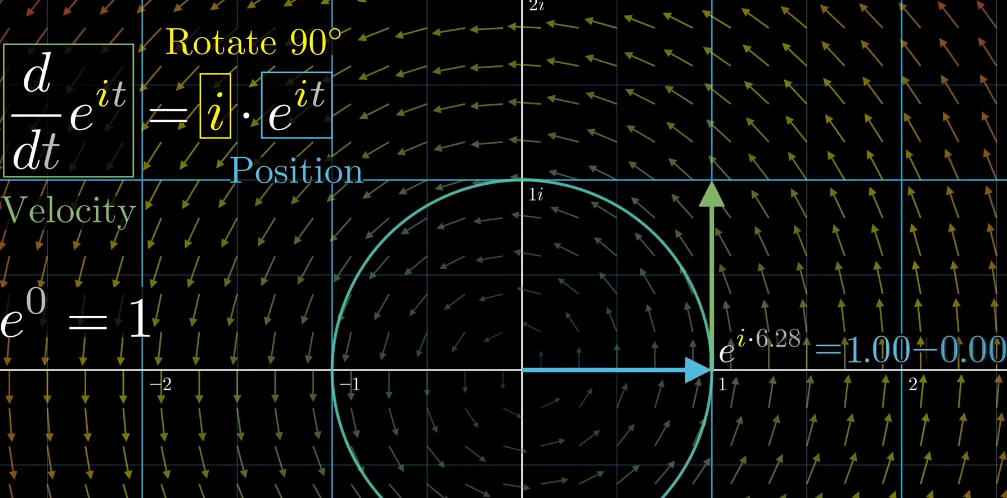 2i
Rotate 90°
d/dt e^{it} = i · e^{it}
Position
1i
Velocity
e^0 = 1
e^{i·6.28} = 1.00−0.00
−2 −1 1 2